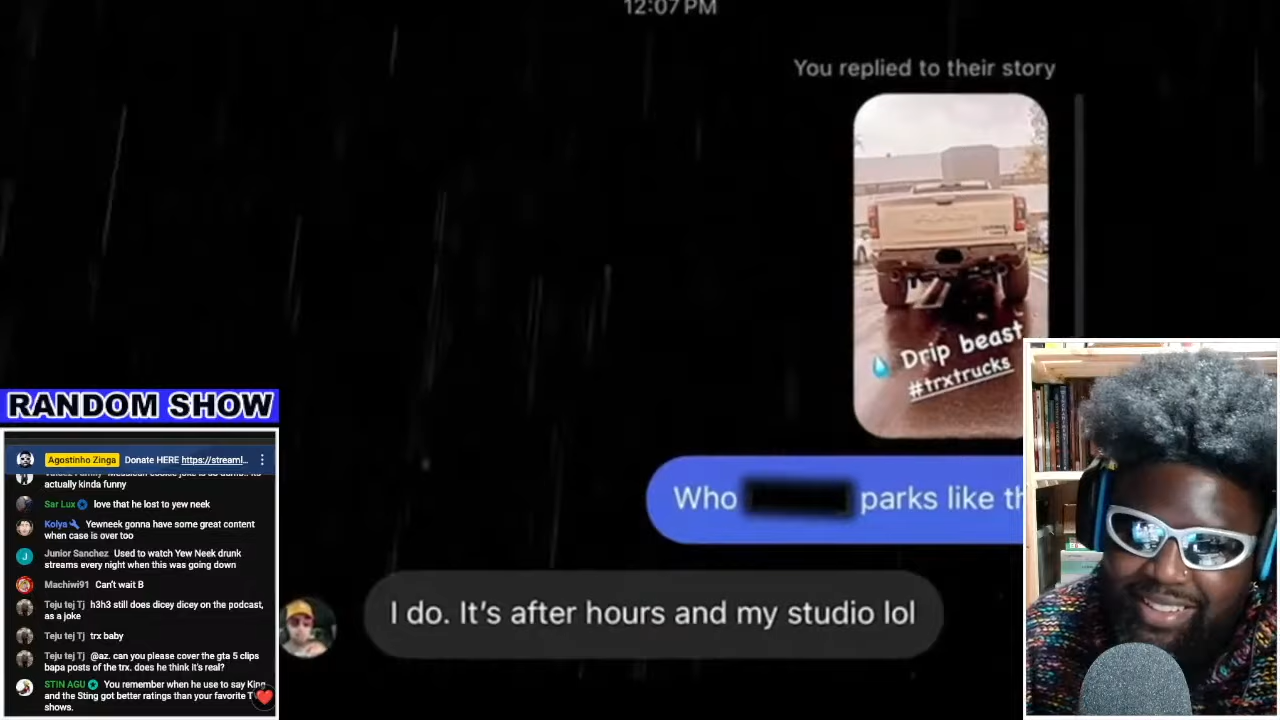 12:07 PM
You replied to their story
💧 Drip beast
#trxtrucks
Who parks like
I do. It's after hours and my studio lol
RANDOM SHOW
Agostinho Zinga Donate HERE https://streaml...
actually kinda funny
Sar Lux love that he lost to yew neek
Kolya Yewneek gonna have some great content
when case is over too
Junior Sanchez Used to watch Yew Neek drunk
streams every night when this was going down
Machiwi91 Can't wait B
Teju tej Tj h3h3 still does dicey dicey on the podcast,
as a joke
Teju tej Tj trx baby
Teju tej Tj @az. can you please cover the gta 5 clips
bapa posts of the trx. does he think it's real?
STIN AGU You remember when he use to say King
and the Sting got better ratings than your favorite T
shows.